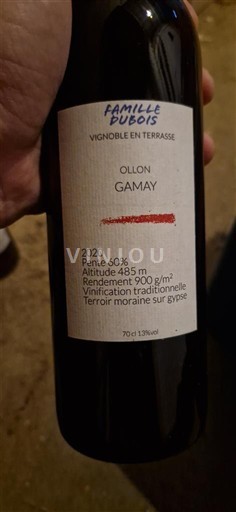 FAMILLE
DUBOIS
VIGNOBLE EN TERRASSE
OLLON
GAMAY
VINIOU
Pente 60%
Altitude 485 m
Rendement 900 g/m²
Vinification traditionnelle
Terroir moraine sur gypse
70 cl 13%vol